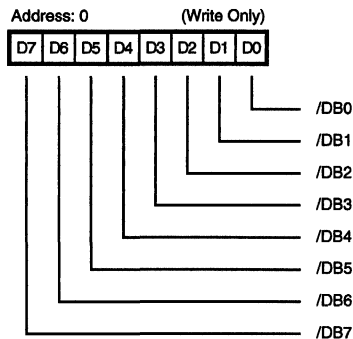 Address: 0 (Write Only)
D7 D6 D5 D4 D3 D2 D1 D0
/DB0
/DB1
/DB2
/DB3
/DB4
/DB5
/DB6
/DB7